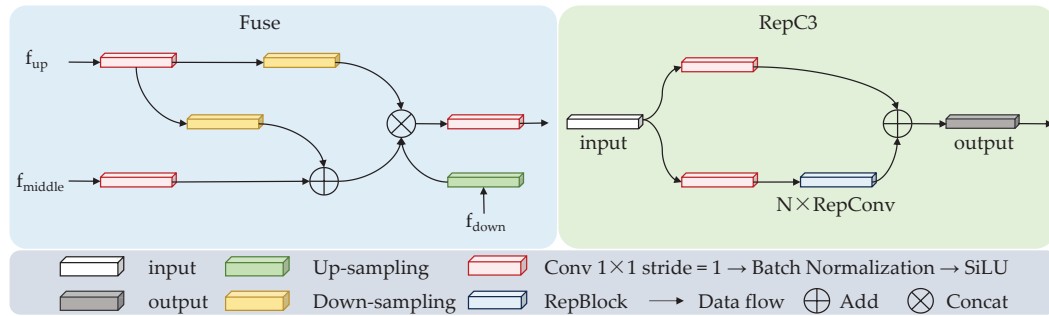 Fuse
RepC3
f_up
input
output
f_middle
N×RepConv
f_down
input
Up-sampling
Conv 1×1 stride = 1 → Batch Normalization → SiLU
output
Down-sampling
RepBlock
Data flow
Add
Concat